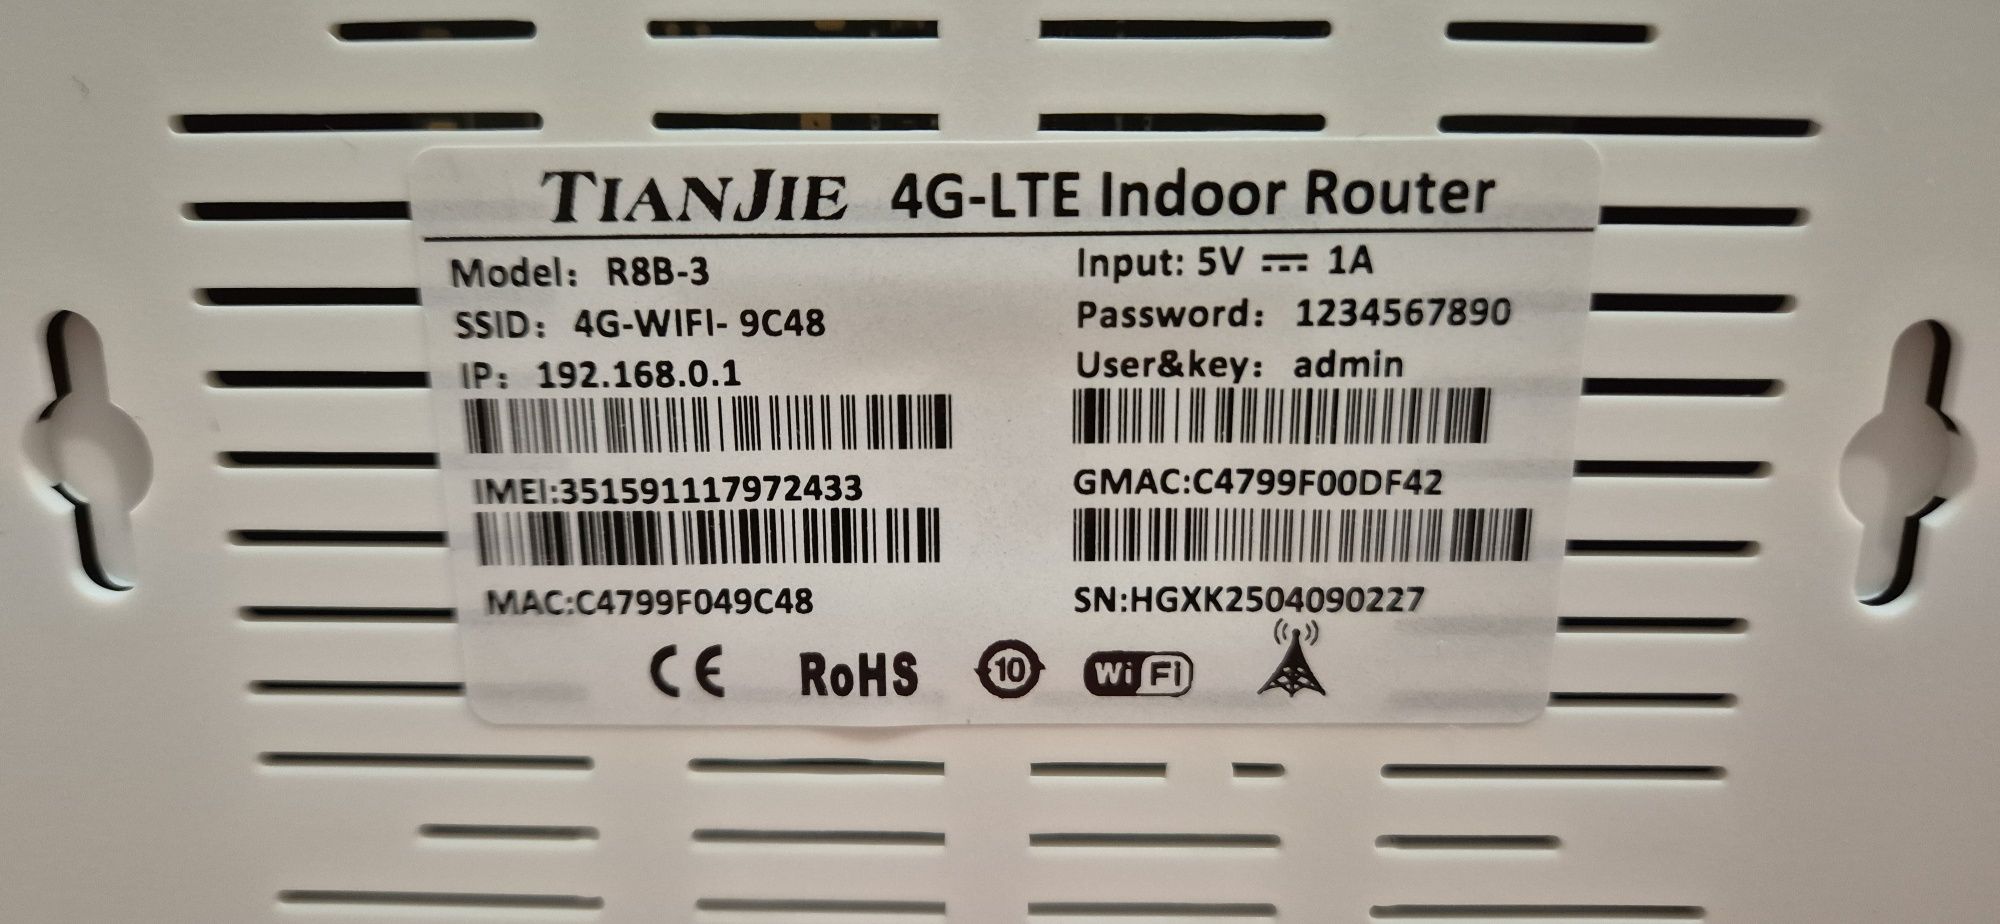 TIANJIE 4G-LTE Indoor Router
Model: R8B-3
Input: 5V ⎓ 1A
SSID: 4G-WIFI- 9C48
Password: 1234567890
IP: 192.168.0.1
User&key: admin
IMEI:351591117972433
GMAC:C4799F00DF42
MAC:C4799F049C48
SN:HGXK2504090227
CE RoHS 10 WiFi